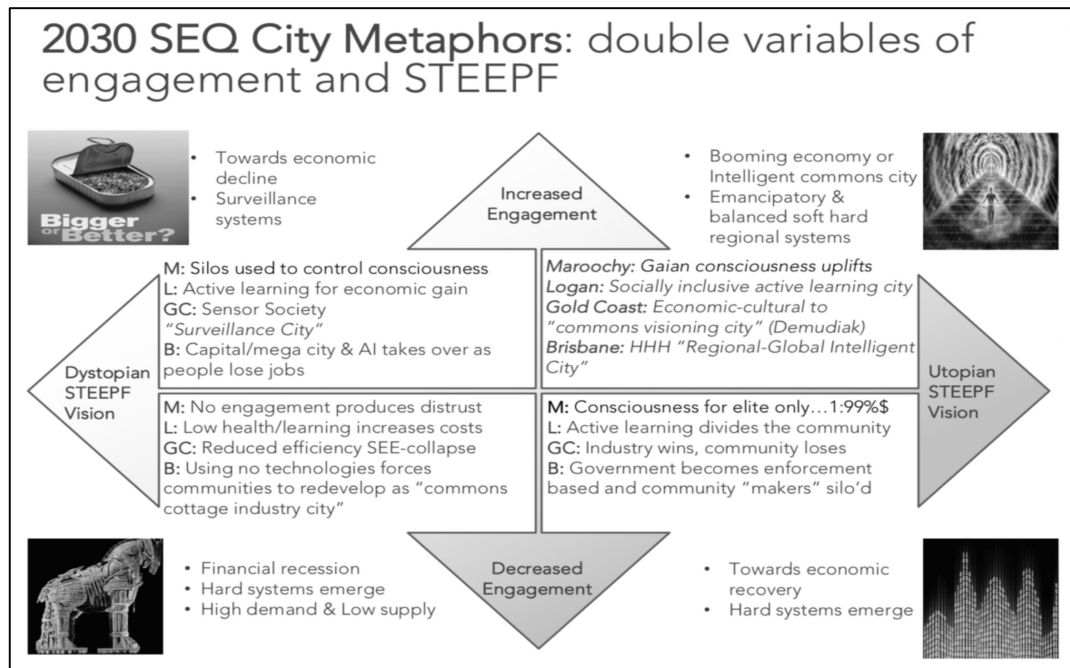 2030 SEQ City Metaphors: double variables of
engagement and STEEPF
Bigger
or Better?
• Towards economic
decline
• Surveillance
systems
Increased
Engagement
• Booming economy or
Intelligent commons city
• Emancipatory &
balanced soft hard
regional systems
Dystopian
STEEPF
Vision
M: Silos used to control consciousness
L: Active learning for economic gain
GC: Sensor Society
"Surveillance City"
B: Capital/mega city & AI takes over as
people lose jobs
Maroochy: Gaian consciousness uplifts
Logan: Socially inclusive active learning city
Gold Coast: Economic-cultural to
"commons visioning city" (Demudiak)
Brisbane: HHH "Regional-Global Intelligent
City"
Utopian
STEEPF
Vision
M: No engagement produces distrust
L: Low health/learning increases costs
GC: Reduced efficiency SEE-collapse
B: Using no technologies forces
communities to redevelop as "commons
cottage industry city"
M: Consciousness for elite only...1:99%$
L: Active learning divides the community
GC: Industry wins, community loses
B: Government becomes enforcement
based and community "makers" silo'd
• Financial recession
• Hard systems emerge
• High demand & Low supply
Decreased
Engagement
• Towards economic
recovery
• Hard systems emerge